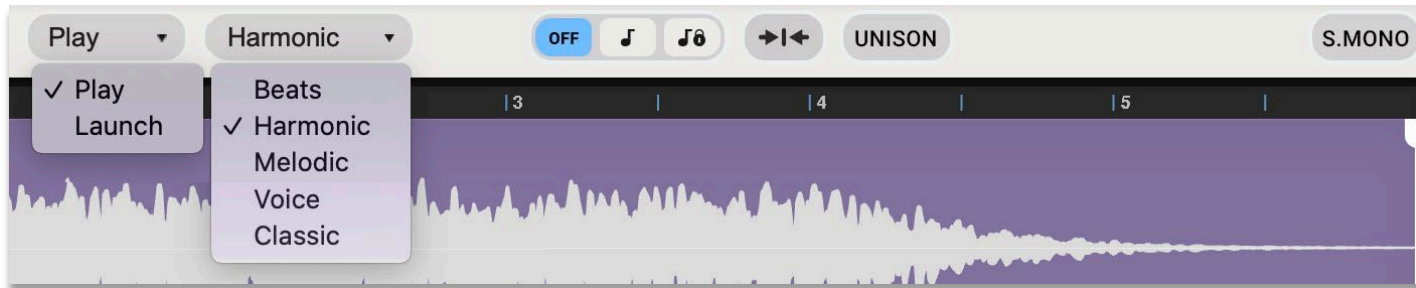 Play Harmonic OFF UNISON S.MONO
Play
Launch
Beats
Harmonic
Melodic
Voice
Classic
3 4 5